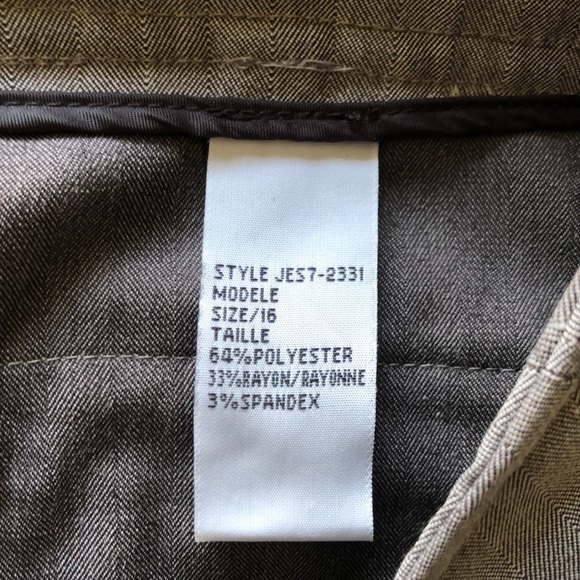 STYLE JES7-2331
MODELE
SIZE/16
TAILLE
64%POLYESTER
33%RAYON/RAYONNE
3%SPANDEX